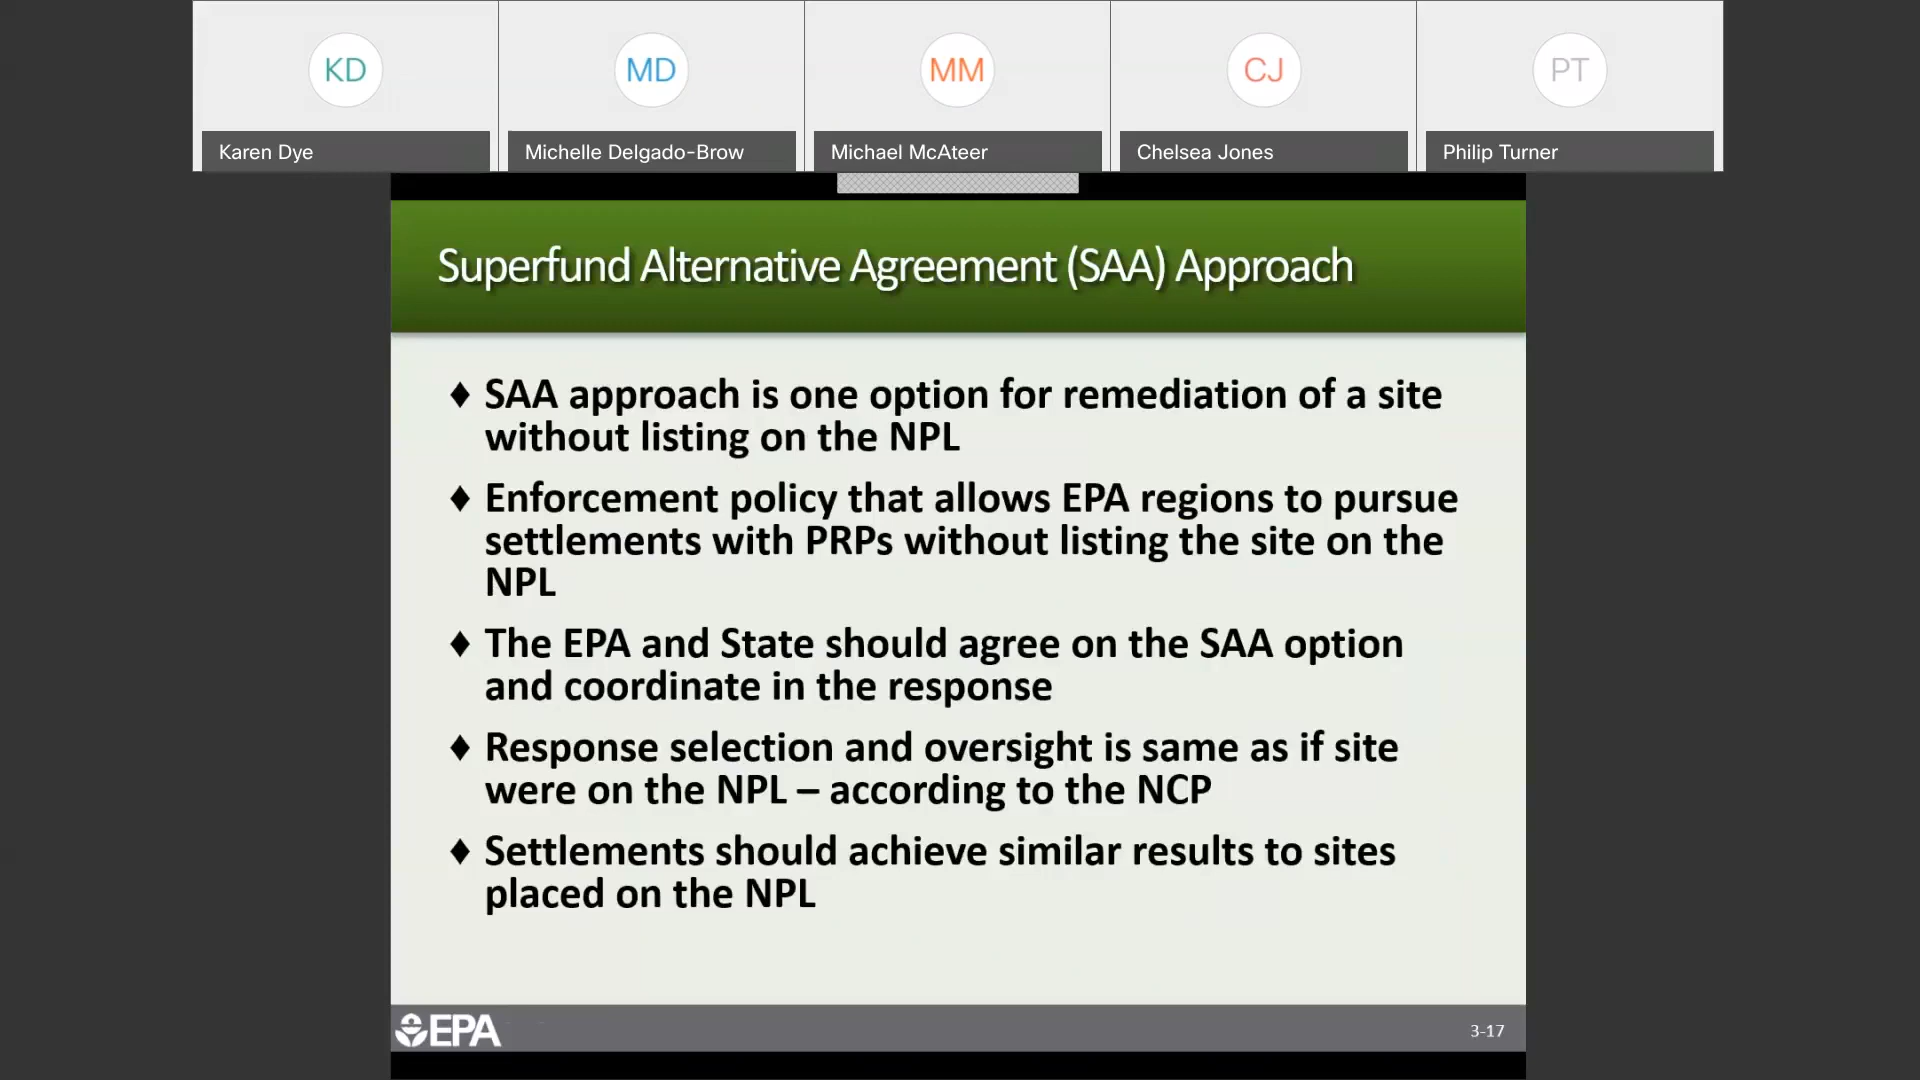 KD
MD
MM
CJ
PT
Karen Dye
Michelle Delgado-Brow
Michael McAteer
Chelsea Jones
Philip Turner
Superfund Alternative Agreement (SAA) Approach
♦ SAA approach is one option for remediation of a site
without listing on the NPL
♦ Enforcement policy that allows EPA regions to pursue
settlements with PRPs without listing the site on the
NPL
♦ The EPA and State should agree on the SAA option
and coordinate in the response
♦ Response selection and oversight is same as if site
were on the NPL – according to the NCP
♦ Settlements should achieve similar results to sites
placed on the NPL
EPA
3-17